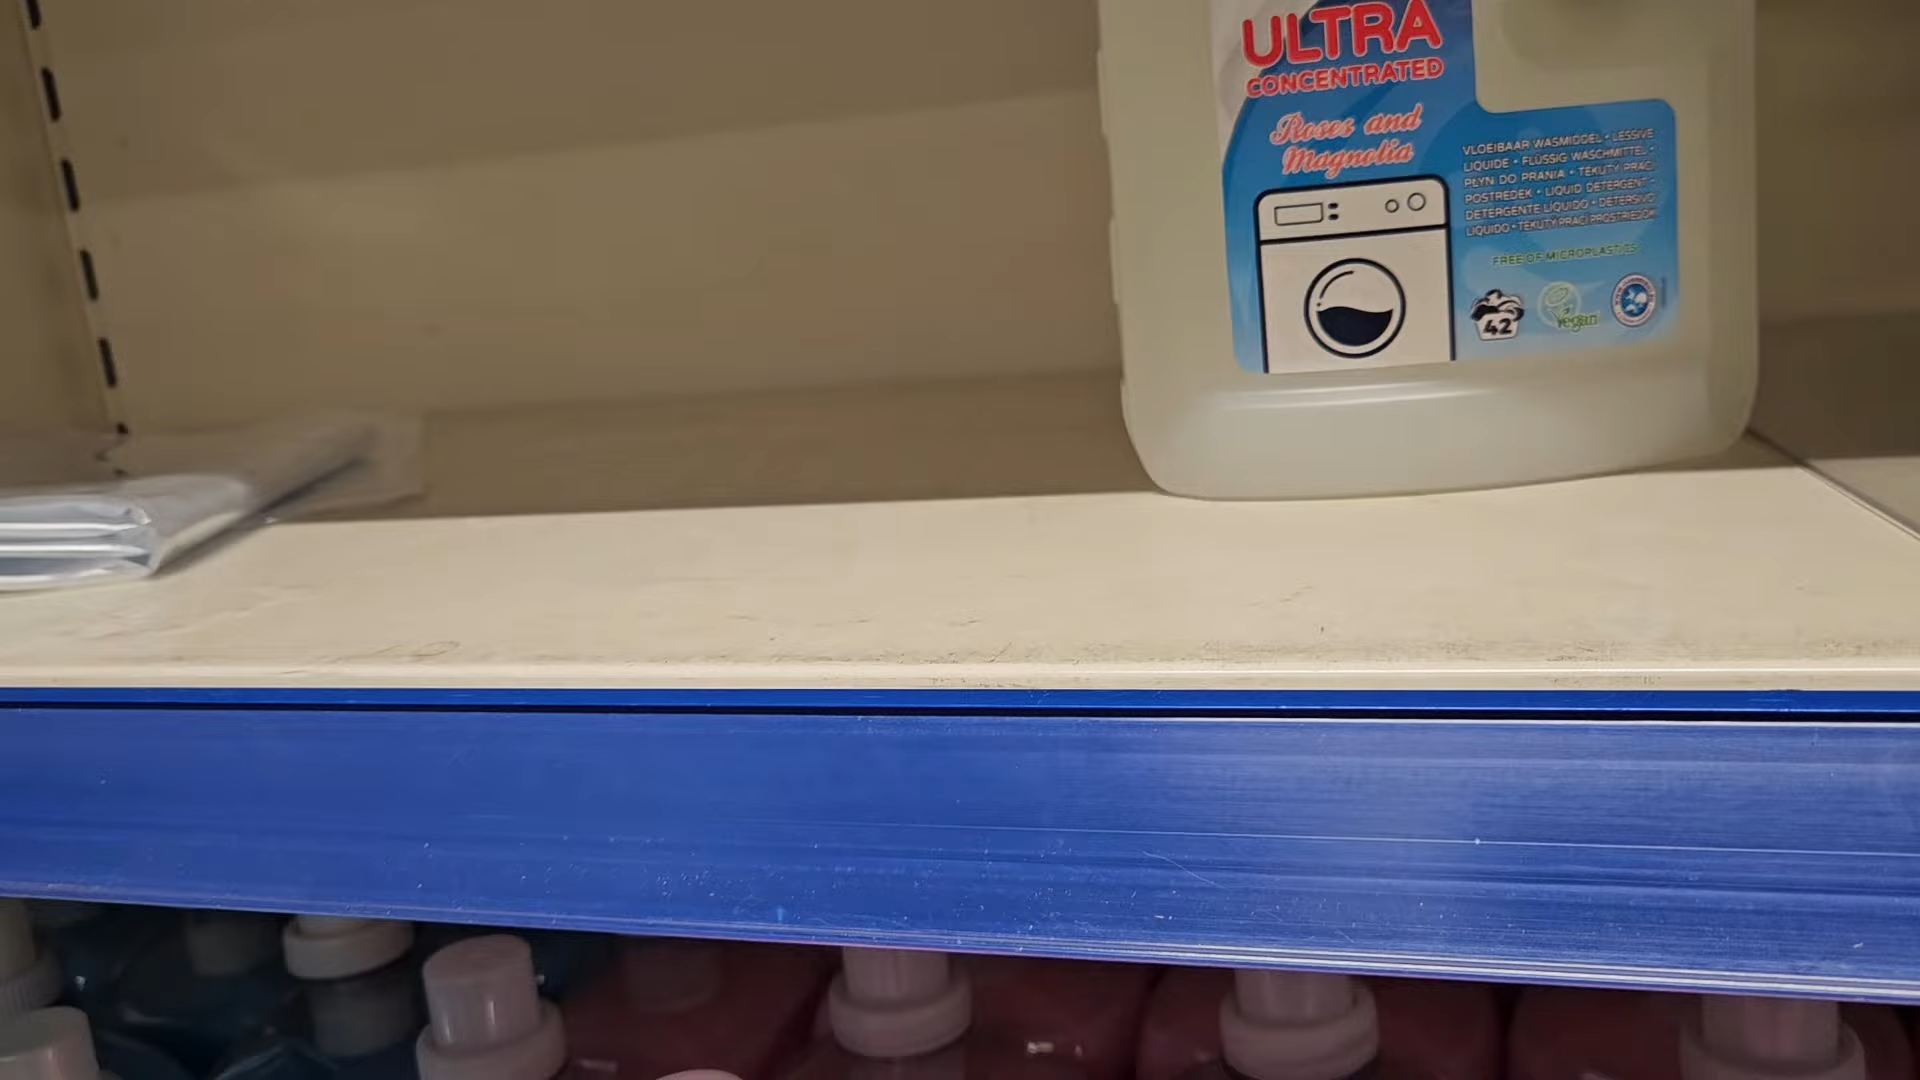 ULTRA
CONCENTRATED
Roses and
Magnolia
VLOEIBAAR WASMIDDEL • LESSIVE
LIQUIDE • FLÜSSIG WASCHMITTEL •
PŁYN DO PRANIA • TEKUTÝ PRACÍ
POSTREDEK • LIQUID DETERGENT •
DETERGENTE LÍQUIDO • DETERSIVO
LIQUIDO • TEKUTÝ PRACÍ PROSTRIEDOK
FREE OF MICROPLASTICS
42
Vegan